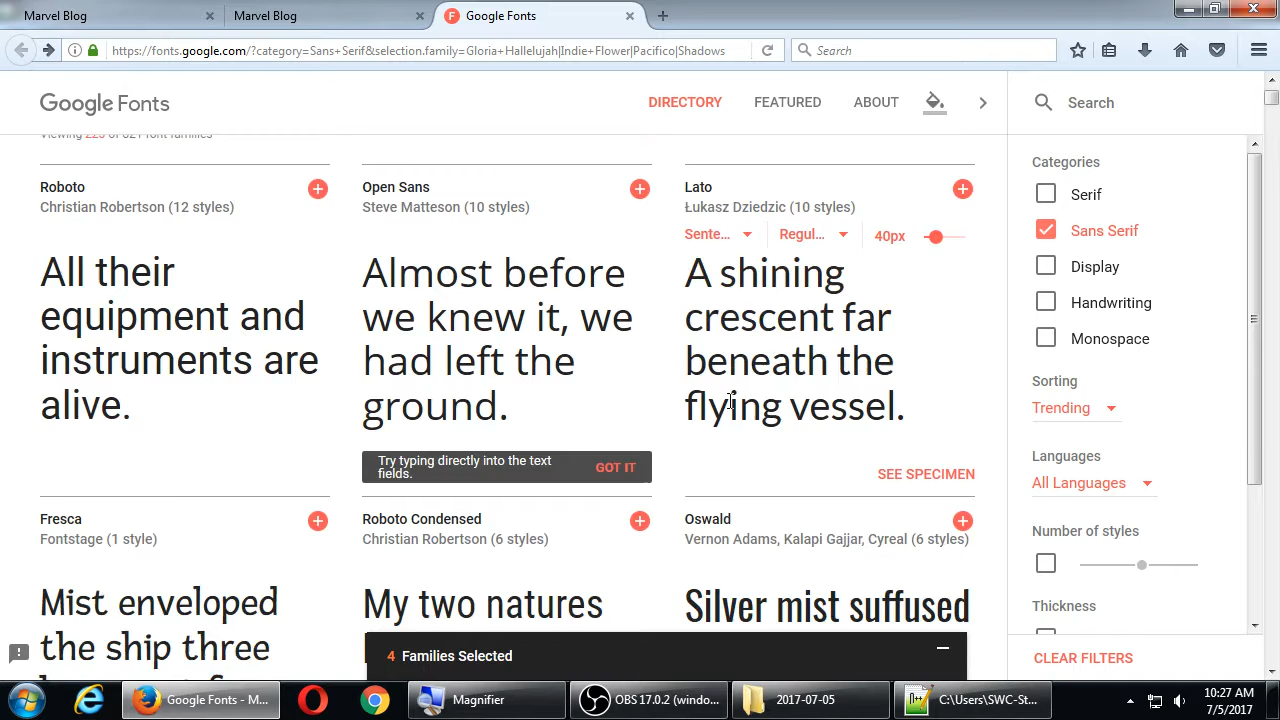 Marvel Blog
Marvel Blog
Google Fonts
https://fonts.google.com/?category=Sans+Serif&selection.family=Gloria+Hallelujah|Indie+Flower|Pacifico|Shadows
Search
Google Fonts
DIRECTORY
FEATURED
ABOUT
Search
Viewing 223 of 821 font families
Roboto
Christian Robertson (12 styles)
All their
equipment and
instruments are
alive.
Open Sans
Steve Matteson (10 styles)
Almost before
we knew it, we
had left the
ground.
Try typing directly into the text
fields.
GOT IT
Lato
Łukasz Dziedzic (10 styles)
Sente...
Regul...
40px
A shining
crescent far
beneath the
flying vessel.
SEE SPECIMEN
Fresca
Fontstage (1 style)
Mist enveloped
the ship three
Roboto Condensed
Christian Robertson (6 styles)
My two natures
Oswald
Vernon Adams, Kalapi Gajjar, Cyreal (6 styles)
Silver mist suffused
4 Families Selected
Categories
Serif
Sans Serif
Display
Handwriting
Monospace
Sorting
Trending
Languages
All Languages
Number of styles
Thickness
CLEAR FILTERS
Google Fonts - M...
Magnifier
OBS 17.0.2 (windo...
2017-07-05
C:\Users\SWC-St...
10:27 AM
7/5/2017